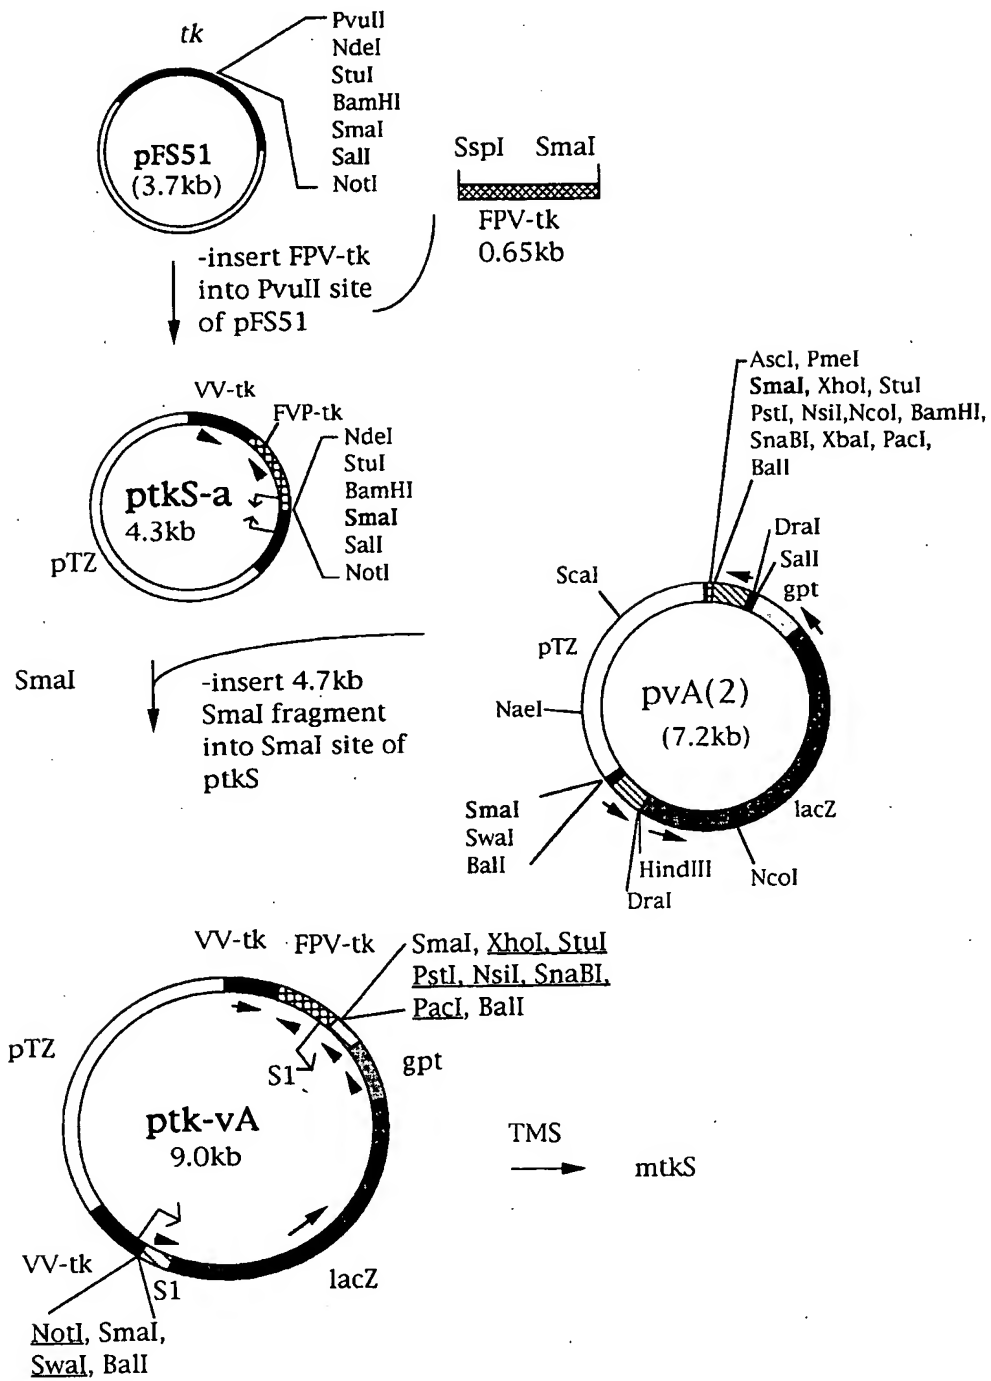 tk
PvuII
NdeI
StuI
BamHI
SmaI
SalI
NotI
pFS51
(3.7kb)
SspI SmaI
FPV-tk
0.65kb
-insert FPV-tk
into PvuII site
of pFS51
VV-tk
FVP-tk
NdeI
StuI
BamHI
SmaI
SalI
NotI
ptkS-a
4.3kb
pTZ
AscI, PmeI
SmaI, XhoI, StuI
PstI, NsiI,NcoI, BamHI,
SnaBI, XbaI, PacI,
BalI
DraI
SalI
gpt
ScaI
pTZ
NaeI
pvA(2)
(7.2kb)
SmaI
SwaI
BalI
lacZ
HindIII
NcoI
DraI
SmaI
-insert 4.7kb
SmaI fragment
into SmaI site of
ptkS
VV-tk FPV-tk
SmaI, XhoI, StuI
PstI, NsiI, SnaBI,
PacI, BalI
pTZ
S1
gpt
ptk-vA
9.0kb
TMS
mtkS
VV-tk
S1
lacZ
NotI, SmaI,
SwaI, BalI